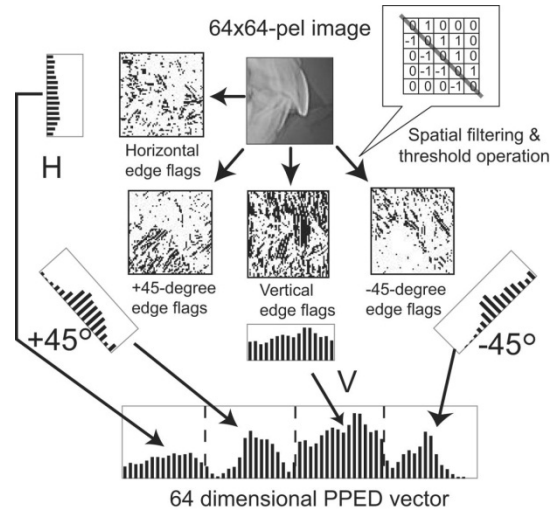 64x64-pel image
0 1 0 0 0
-1 0 1 1 0
0 -1 0 1 0
0 -1 -1 0 1
0 0 0 -1 0
Spatial filtering &
threshold operation
Horizontal
edge flags
H
+45-degree
edge flags
Vertical
edge flags
-45-degree
edge flags
+45°
-45°
V
64 dimensional PPED vector